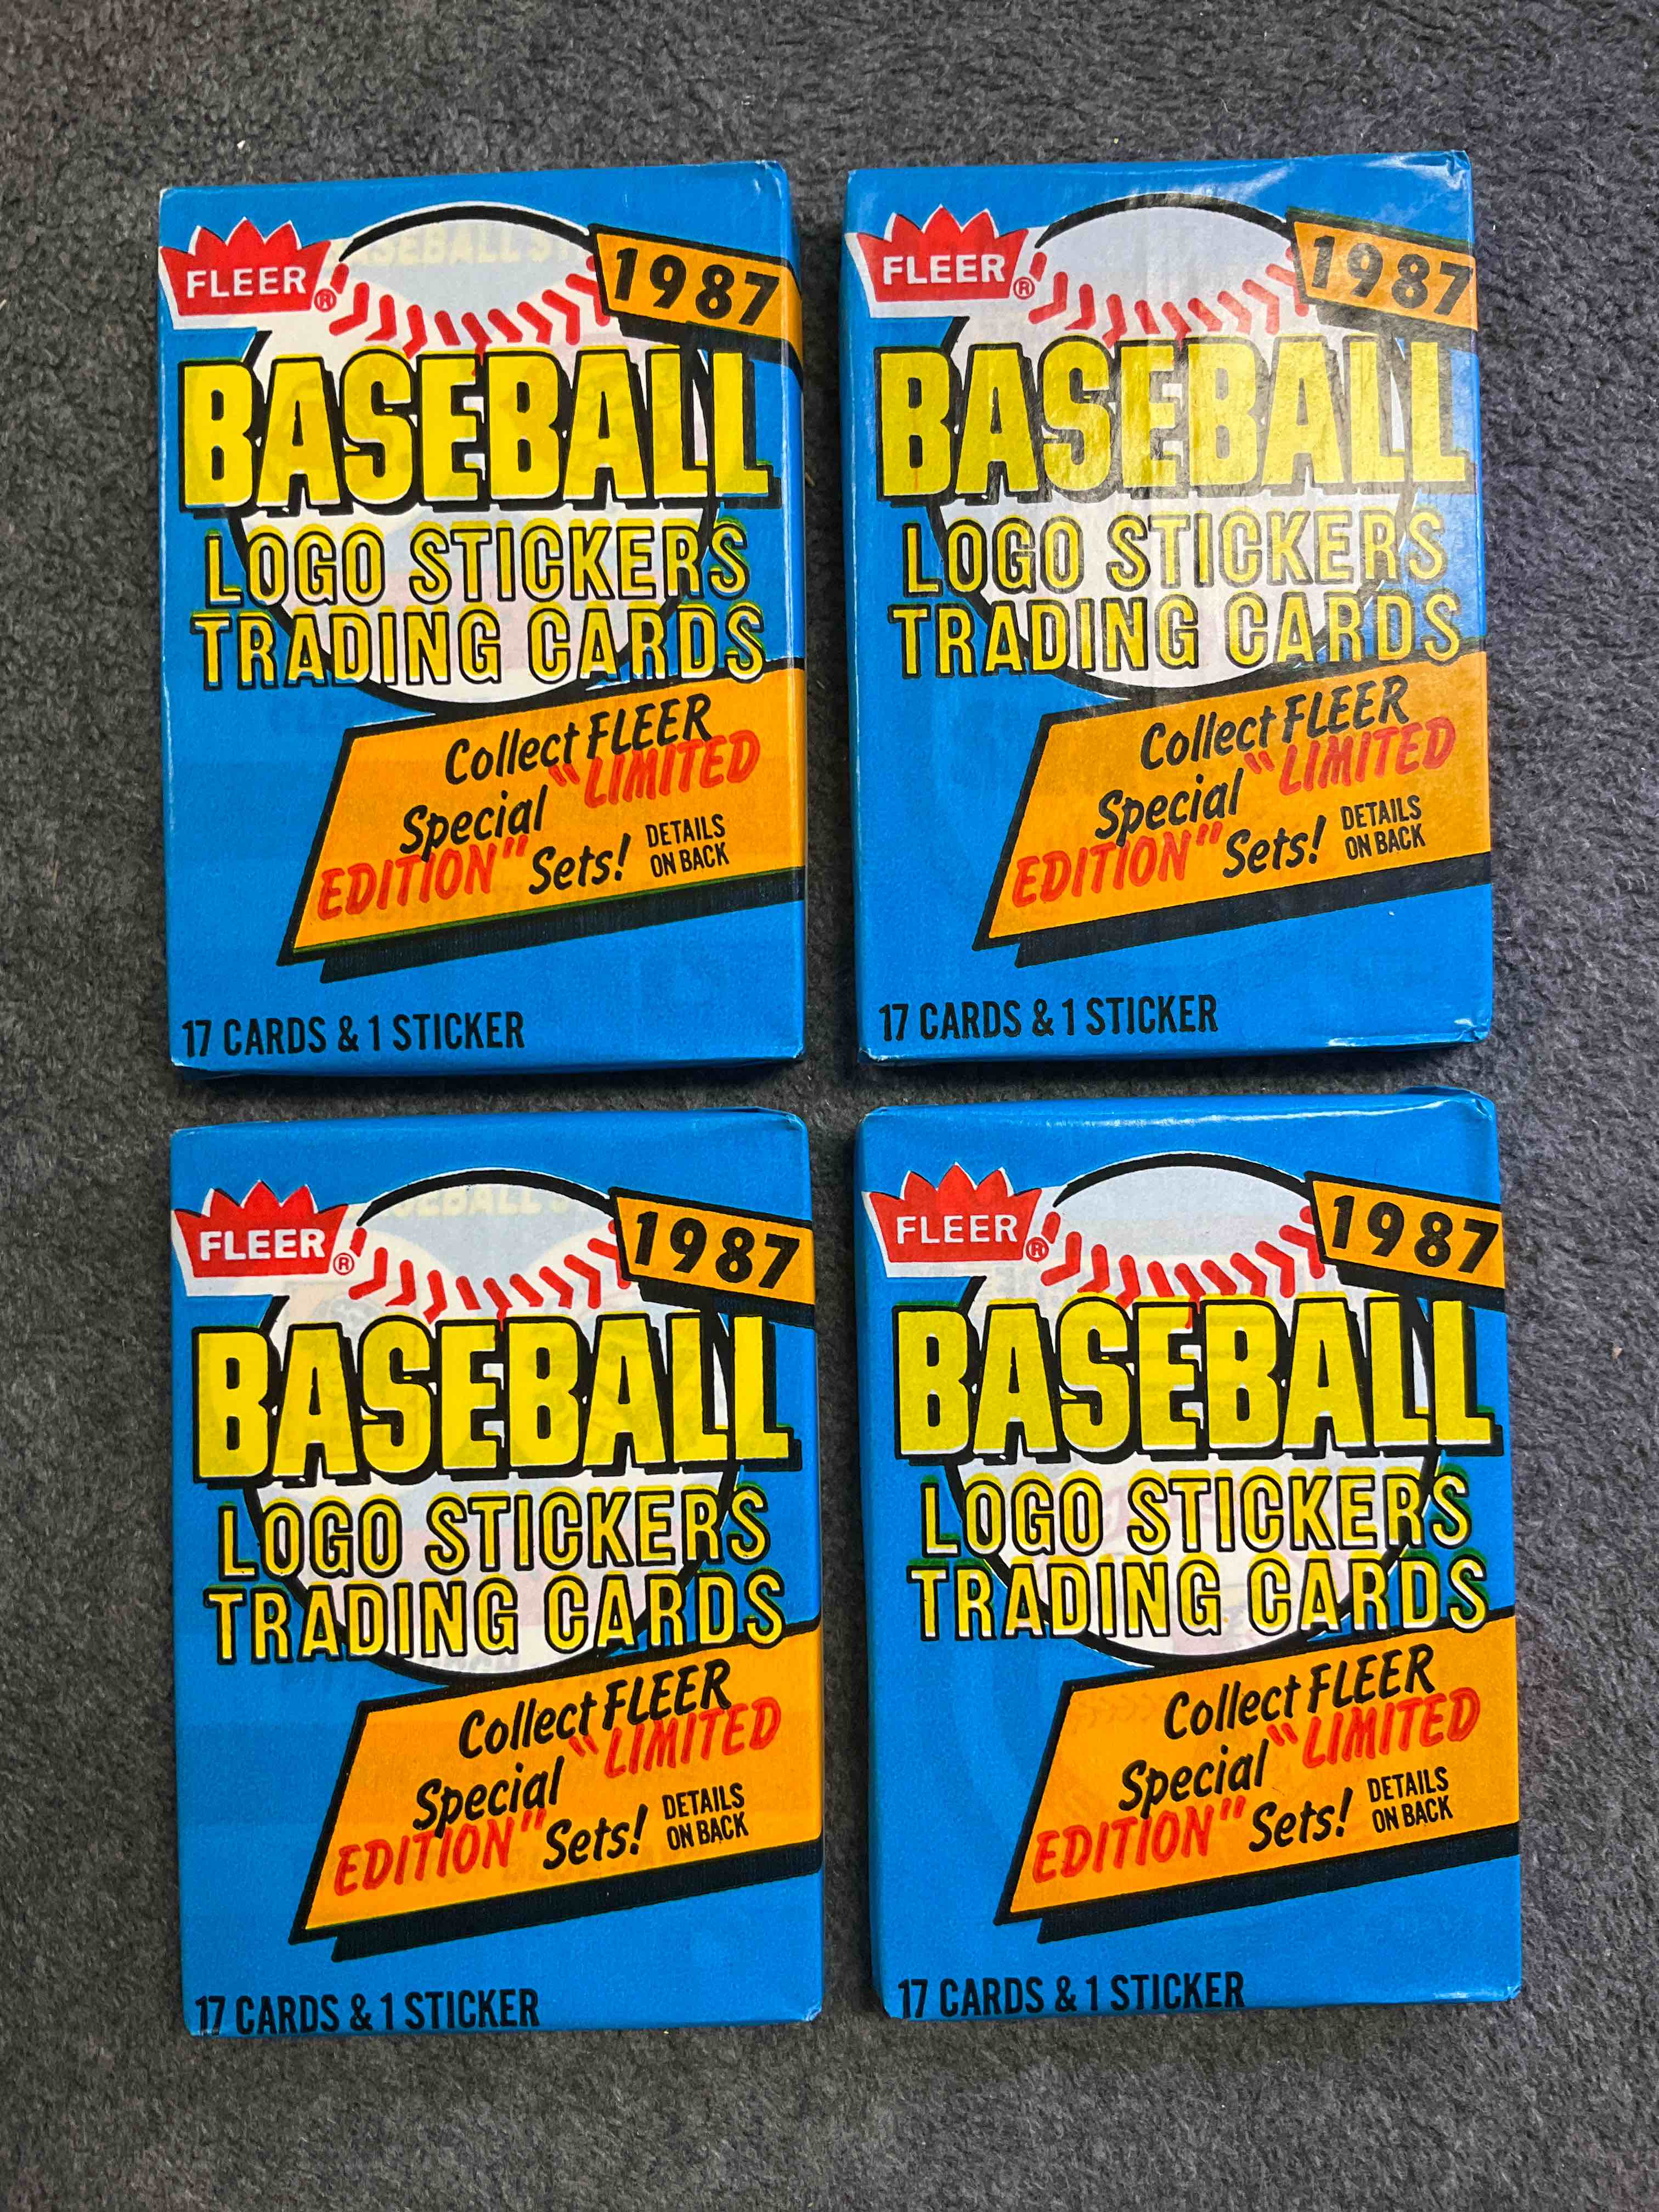 FLEER®
1987
BASEBALL
LOGO STICKERS
TRADING CARDS
Collect FLEER
Special "LIMITED
EDITION" Sets!
DETAILS
ON BACK
17 CARDS & 1 STICKER
FLEER®
1987
BASEBALL
LOGO STICKERS
TRADING CARDS
Collect FLEER
Special "LIMITED
EDITION" Sets!
DETAILS
ON BACK
17 CARDS & 1 STICKER
FLEER®
1987
BASEBALL
LOGO STICKERS
TRADING CARDS
Collect FLEER
Special "LIMITED
EDITION" Sets!
DETAILS
ON BACK
17 CARDS & 1 STICKER
FLEER®
1987
BASEBALL
LOGO STICKERS
TRADING CARDS
Collect FLEER
Special "LIMITED
EDITION" Sets!
DETAILS
ON BACK
17 CARDS & 1 STICKER